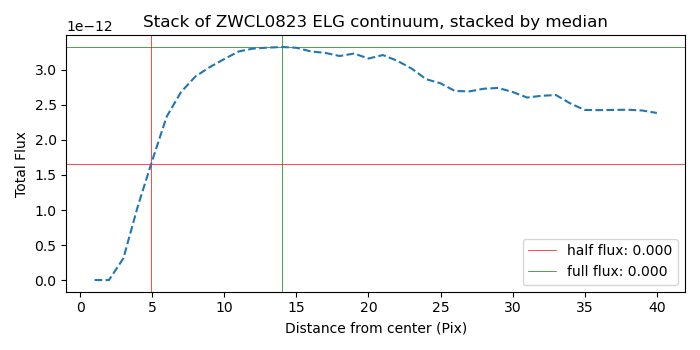 Stack of ZWCL0823 ELG continuum, stacked by median
1e−12
3.0
2.5
2.0
1.5
1.0
0.5
0.0
Total Flux
half flux: 0.000
full flux: 0.000
0 5 10 15 20 25 30 35 40
Distance from center (Pix)